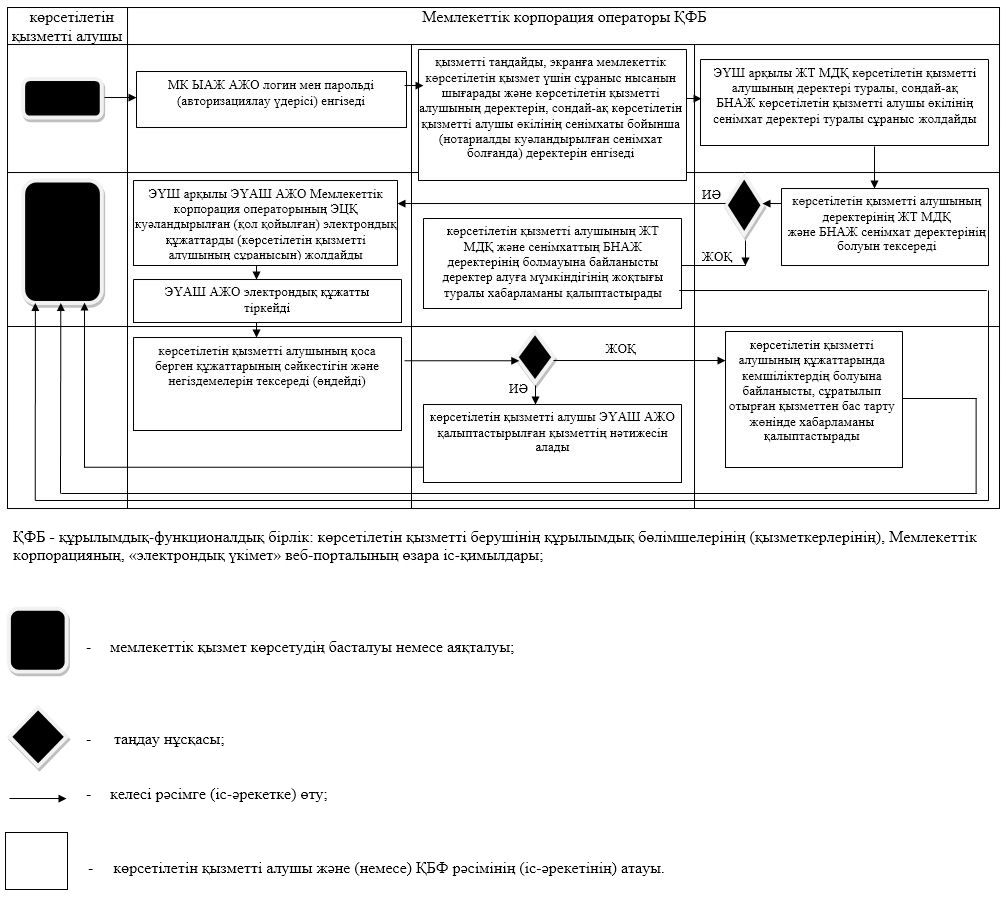 көрсетілетін
қызметті алушы
Мемлекеттік корпорация операторы ҚФБ
МК ЫАЖ АЖО логин мен парольді
(авторизациялау үдерісі) енгізеді
қызметті таңдайды, экранға мемлекеттік
көрсетілетін қызмет үшін сұраныс нысанын
шығарады және көрсетілетін қызметті
алушының деректерін, сондай-ақ көрсетілетін
қызметті алушы өкілінің сенімхаты бойынша
(нотариалды куәландырылған сенімхат
болғанда) деректерін енгізеді
ЭҮШ арқылы ЖТ МДҚ көрсетілетін қызметті
алушының деректері туралы, сондай-ақ
БНАЖ көрсетілетін қызметті алушы өкілінің
сенімхат деректері туралы сұраныс жолдайды
ЭҮШ арқылы ЭҮАШ АЖО Мемлекеттік
корпорация операторының ЭЦҚ
куәландырылған (қол қойылған) электрондық
құжаттарды (көрсетілетін қызметті
алушының сұранысын) жолдайды
ИӘ
көрсетілетін қызметті алушының
деректерінің ЖТ МДҚ
және БНАЖ сенімхат деректерінің
болуын тексереді
көрсетілетін қызметті алушының ЖТ
МДҚ және сенімхаттың БНАЖ
деректерінің болмауына байланысты
деректер алуға мүмкіндігінің жоқтығы
туралы хабарламаны қалыптастырады
ЖОҚ
ЭҮАШ АЖО электрондық құжатты
тіркейді
көрсетілетін қызметті алушының қоса
берген құжаттарының сәйкестігін және
негіздемелерін тексереді (өңдейді)
ЖОҚ
ИӘ
көрсетілетін қызметті
алушының құжаттарында
кемшіліктердің болуына
байланысты, сұратылып
отырған қызметтен бас тарту
жөнінде хабарламаны
қалыптастырады
көрсетілетін қызметті алушы ЭҮАШ АЖО
қалыптастырылған қызметтің нәтижесін
алады
ҚФБ - құрылымдық-функционалдық бірлік: көрсетілетін қызметті берушінің құрылымдық бөлімшелерінің (қызметкерлерінің), Мемлекеттік
корпорацияның, «электрондық үкімет» веб-порталының өзара іс-қимылдары;
- мемлекеттік қызмет көрсетудің басталуы немесе аяқталуы;
- таңдау нұсқасы;
- келесі рәсімге (іс-әрекетке) өту;
- көрсетілетін қызметті алушы және (немесе) ҚБФ рәсімінің (іс-әрекетінің) атауы.